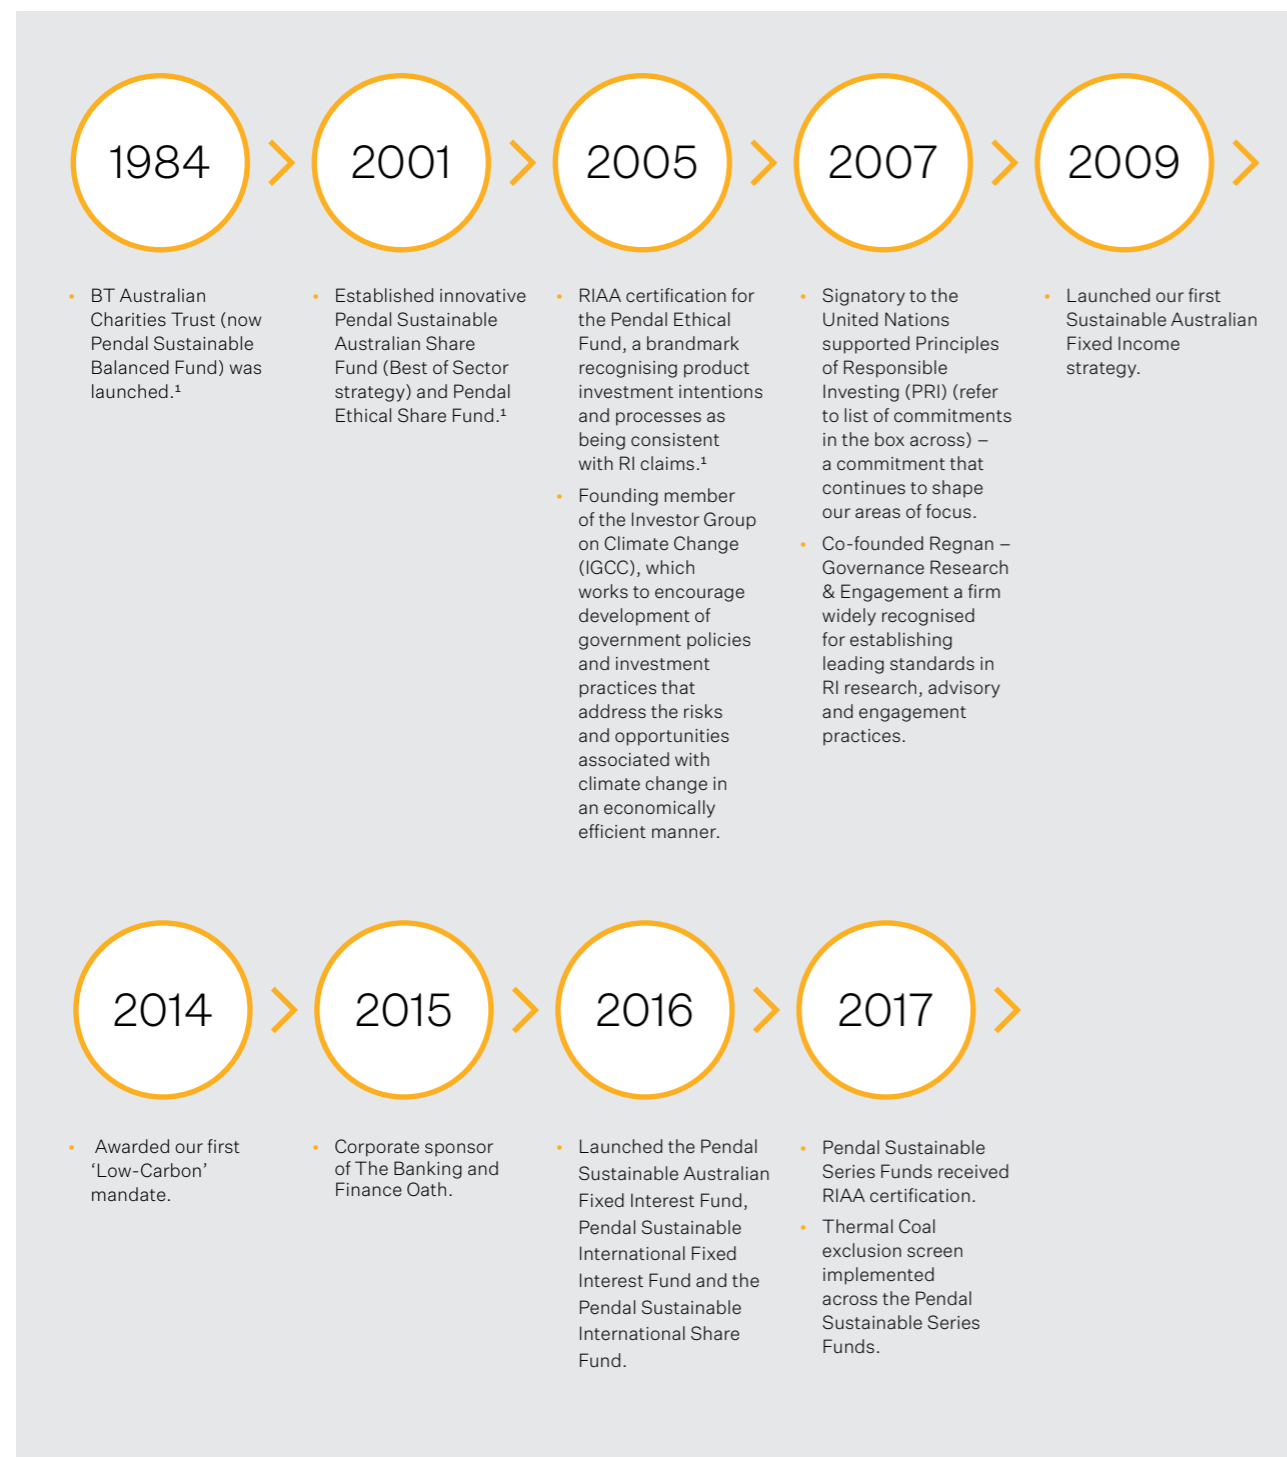 1984
2001
2005
2007
2009
• BT Australian
Charities Trust (now
Pendal Sustainable
Balanced Fund) was
launched.¹
• Established innovative
Pendal Sustainable
Australian Share
Fund (Best of Sector
strategy) and Pendal
Ethical Share Fund.¹
• RIAA certification for
the Pendal Ethical
Fund, a brandmark
recognising product
investment intentions
and processes as
being consistent
with RI claims.¹
• Founding member
of the Investor Group
on Climate Change
(IGCC), which
works to encourage
development of
government policies
and investment
practices that
address the risks
and opportunities
associated with
climate change in
an economically
efficient manner.
• Signatory to the
United Nations
supported Principles
of Responsible
Investing (PRI) (refer
to list of commitments
in the box across) –
a commitment that
continues to shape
our areas of focus.
• Co-founded Regnan –
Governance Research
& Engagement a firm
widely recognised
for establishing
leading standards in
RI research, advisory
and engagement
practices.
• Launched our first
Sustainable Australian
Fixed Income
strategy.
2014
2015
2016
2017
• Awarded our first
‘Low-Carbon’
mandate.
• Corporate sponsor
of The Banking and
Finance Oath.
• Launched the Pendal
Sustainable Australian
Fixed Interest Fund,
Pendal Sustainable
International Fixed
Interest Fund and the
Pendal Sustainable
International Share
Fund.
• Pendal Sustainable
Series Funds received
RIAA certification.
• Thermal Coal
exclusion screen
implemented
across the Pendal
Sustainable Series
Funds.